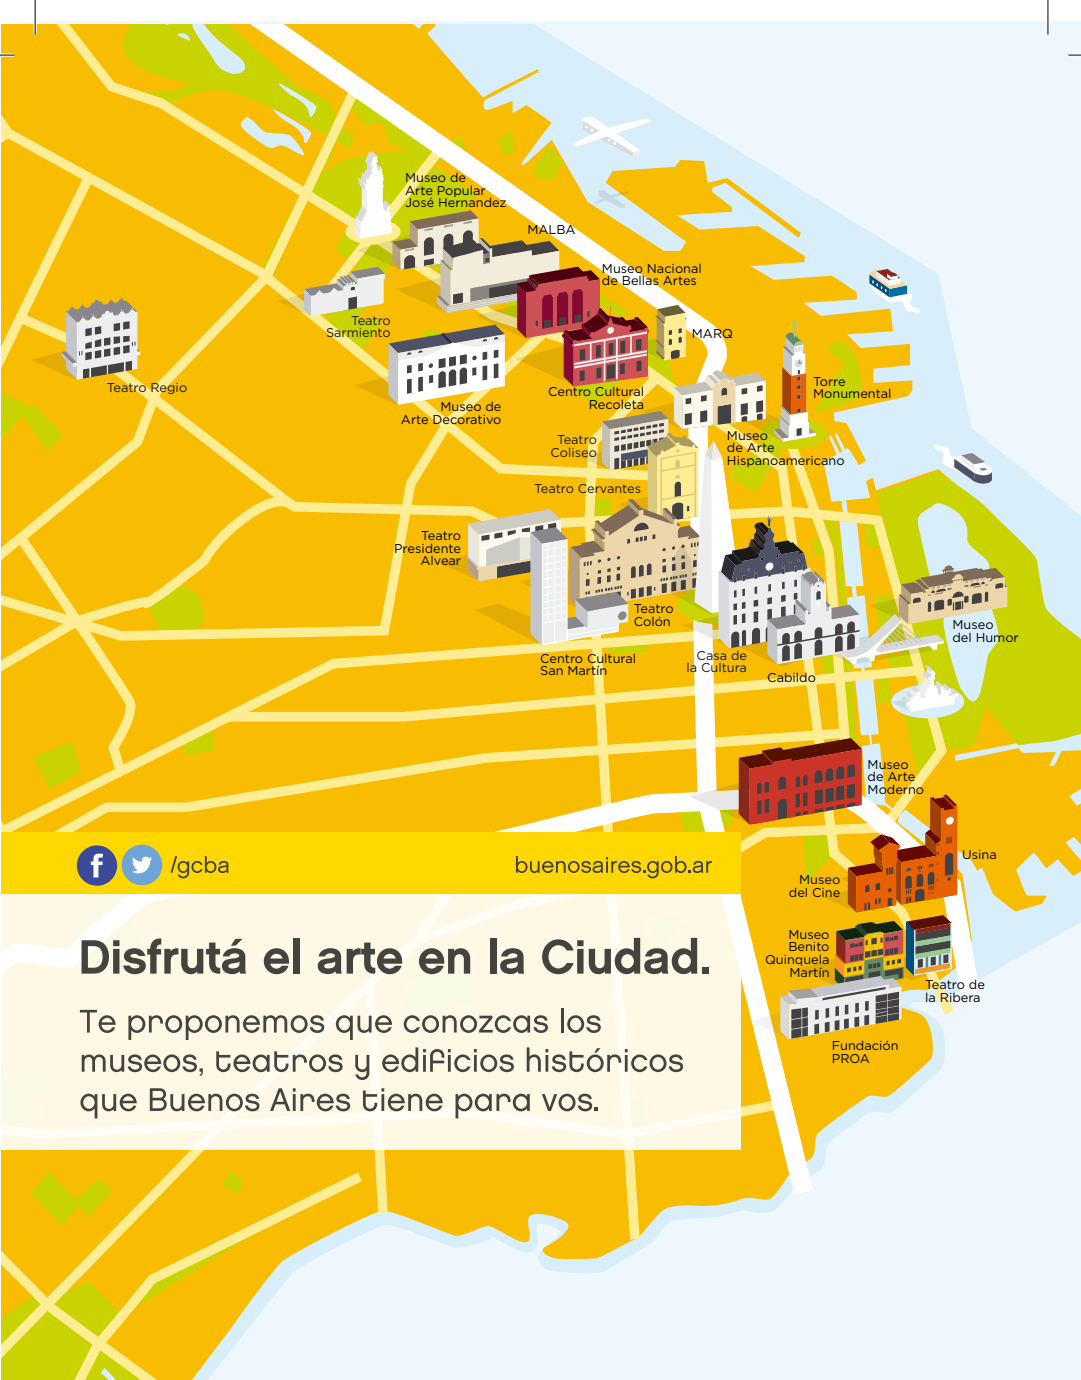 Museo de
Arte Popular
José Hernandez
MALBA
Museo Nacional
de Bellas Artes
Teatro
Sarmiento
MARQ
Teatro Regio
Centro Cultural
Recoleta
Torre
Monumental
Museo de
Arte Decorativo
Teatro
Coliseo
Museo
de Arte
Hispanoamericano
Teatro Cervantes
Teatro
Presidente
Alvear
Teatro
Colón
Museo
del Humor
Centro Cultural
San Martín
Casa de
la Cultura
Cabildo
Museo
de Arte
Moderno
f /gcba
buenosaires.gob.ar
Usina
Museo
del Cine
Museo
Benito
Quinquela
Martín
Teatro de
la Ribera
Fundación
PROA
Disfrutá el arte en la Ciudad.
Te proponemos que conozcas los
museos, teatros y edificios históricos
que Buenos Aires tiene para vos.